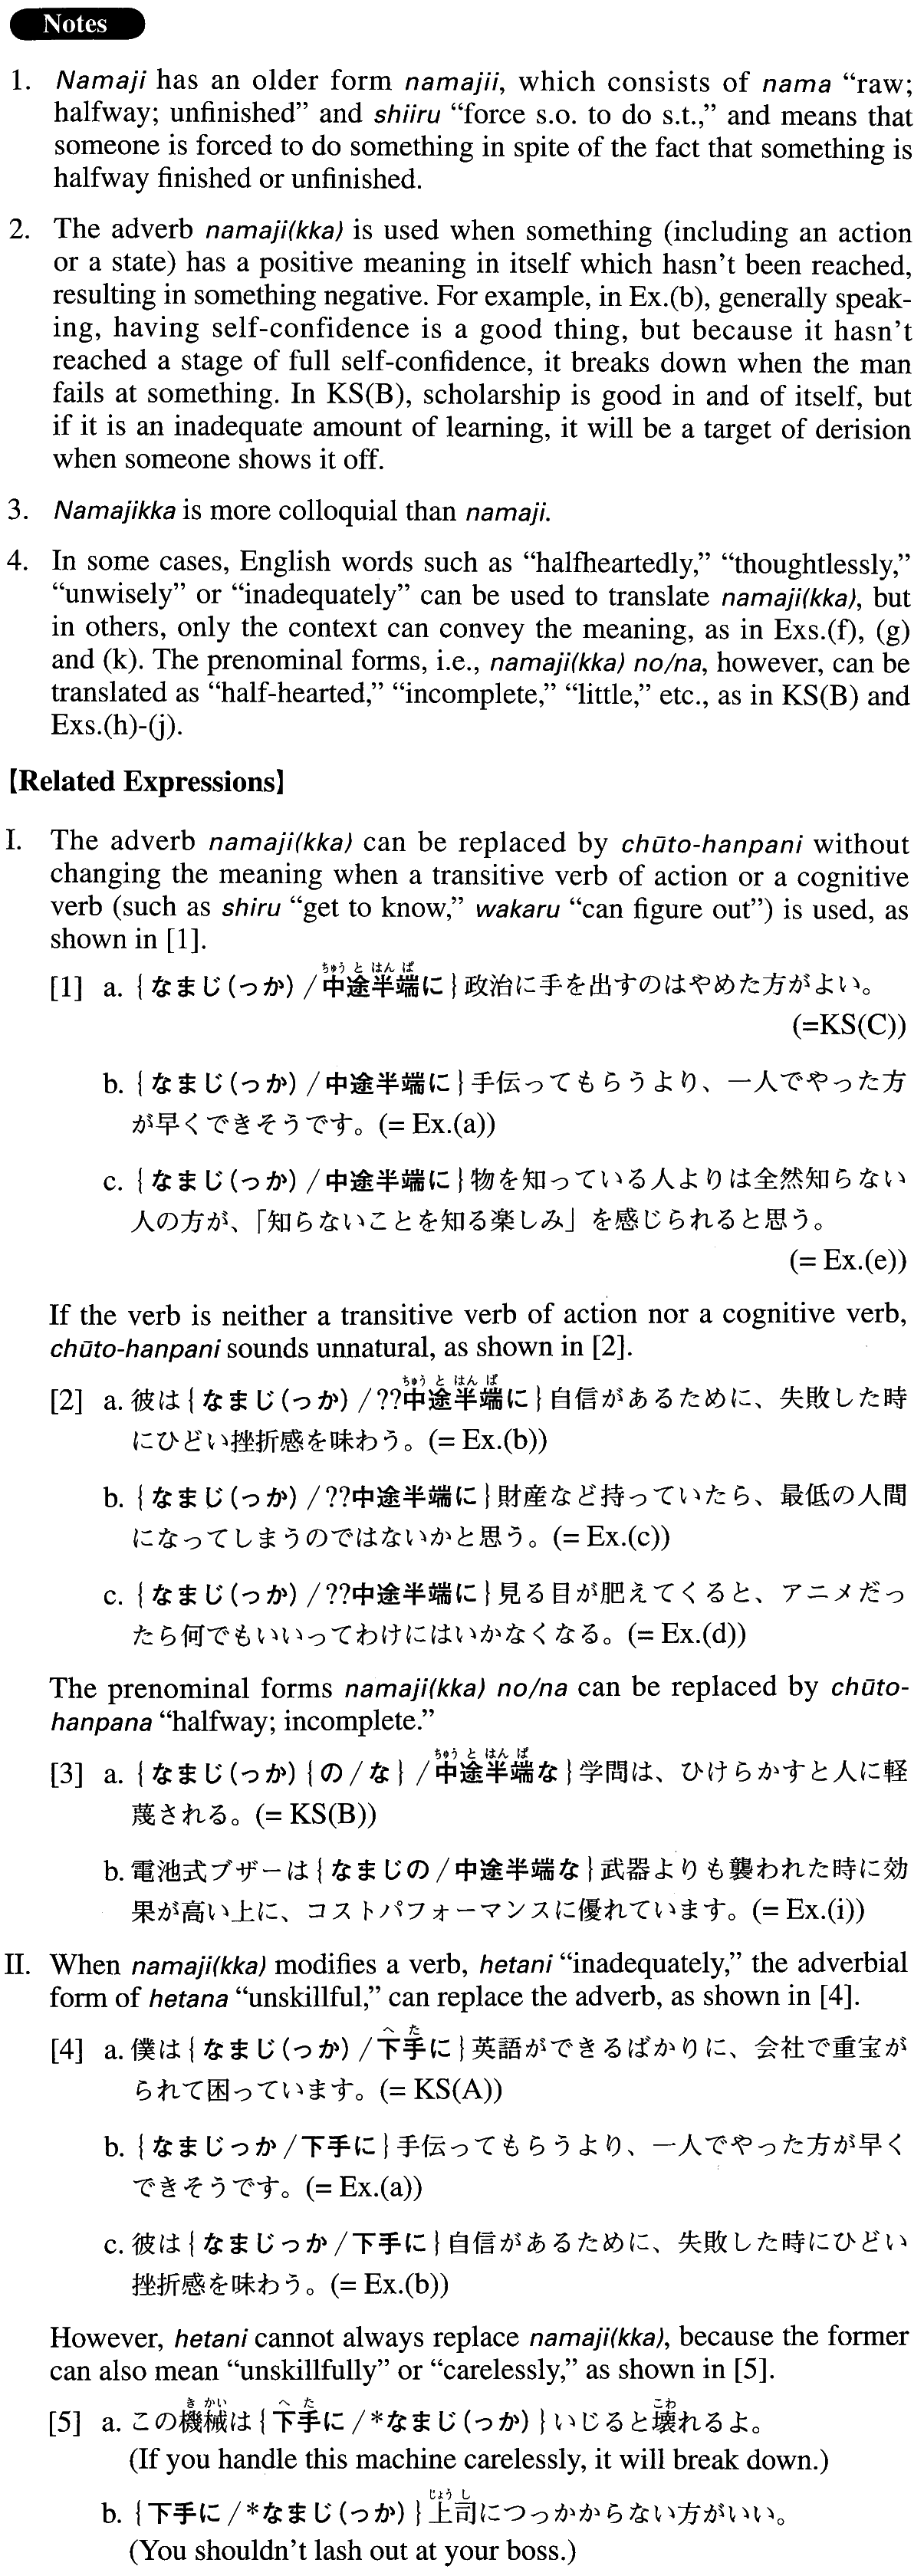 Notes
1. Namaji has an older form namajii, which consists of nama “raw;
halfway; unfinished” and shiiru “force s.o. to do s.t.,” and means that
someone is forced to do something in spite of the fact that something is
halfway finished or unfinished.
2. The adverb namaji(kka) is used when something (including an action
or a state) has a positive meaning in itself which hasn’t been reached,
resulting in something negative. For example, in Ex.(b), generally speak-
ing, having self-confidence is a good thing, but because it hasn’t
reached a stage of full self-confidence, it breaks down when the man
fails at something. In KS(B), scholarship is good in and of itself, but
if it is an inadequate amount of learning, it will be a target of derision
when someone shows it off.
3. Namajikka is more colloquial than namaji.
4. In some cases, English words such as “halfheartedly,” “thoughtlessly,”
“unwisely” or “inadequately” can be used to translate namaji(kka), but
in others, only the context can convey the meaning, as in Exs.(f), (g)
and (k). The prenominal forms, i.e., namaji(kka) no/na, however, can be
translated as “half-hearted,” “incomplete,” “little,” etc., as in KS(B) and
Exs.(h)-(j).
【Related Expressions】
I. The adverb namaji(kka) can be replaced by chūto-hanpani without
changing the meaning when a transitive verb of action or a cognitive
verb (such as shiru “get to know,” wakaru “can figure out”) is used, as
shown in [1].
ちゅう と はん ぱ
[1] a. {なまじ(っか)/中途半端に}政治に手を出すのはやめた方がよい。
(=KS(C))
b. {なまじ(っか)/中途半端に}手伝ってもらうより、一人でやった方
が早くできそうです。(= Ex.(a))
c. {なまじ(っか)/中途半端に}物を知っている人よりは全然知らない
人の方が、「知らないことを知る楽しみ」を感じられると思う。
(= Ex.(e))
If the verb is neither a transitive verb of action nor a cognitive verb,
chūto-hanpani sounds unnatural, as shown in [2].
ちゅう と はん ぱ
[2] a. 彼は{なまじ(っか)/??中途半端に}自信があるために、失敗した時
にひどい挫折感を味わう。(= Ex.(b))
b. {なまじ(っか)/??中途半端に}財産など持っていたら、最低の人間
になってしまうのではないかと思う。(= Ex.(c))
c. {なまじ(っか)/??中途半端に}見る目が肥えてくると、アニメだっ
たら何でもいいってわけにはいかなくなる。(= Ex.(d))
The prenominal forms namaji(kka) no/na can be replaced by chūto-
hanpana “halfway; incomplete.”
ちゅう と はん ぱ
[3] a. {なまじ(っか){の/な}/中途半端な}学問は、ひけらかすと人に軽
蔑される。(= KS(B))
b. 電池式ブザーは{なまじの/中途半端な}武器よりも襲われた時に効
果が高い上に、コストパフォーマンスに優れています。(= Ex.(i))
II. When namaji(kka) modifies a verb, hetani “inadequately,” the adverbial
form of hetana “unskillful,” can replace the adverb, as shown in [4].
へ た
[4] a. 僕は{なまじ(っか)/下手に}英語ができるばかりに、会社で重宝が
られて困っています。(= KS(A))
b. {なまじっか/下手に}手伝ってもらうより、一人でやった方が早く
できそうです。(= Ex.(a))
c. 彼は{なまじっか/下手に}自信があるために、失敗した時にひどい
挫折感を味わう。(= Ex.(b))
However, hetani cannot always replace namaji(kka), because the former
can also mean “unskillfully” or “carelessly,” as shown in [5].
き かい へ た こわ
[5] a. この機械は{下手に/*なまじ(っか)}いじると壊れるよ。
(If you handle this machine carelessly, it will break down.)
じょう し
b. {下手に/*なまじ(っか)}上司につっかからない方がいい。
(You shouldn’t lash out at your boss.)